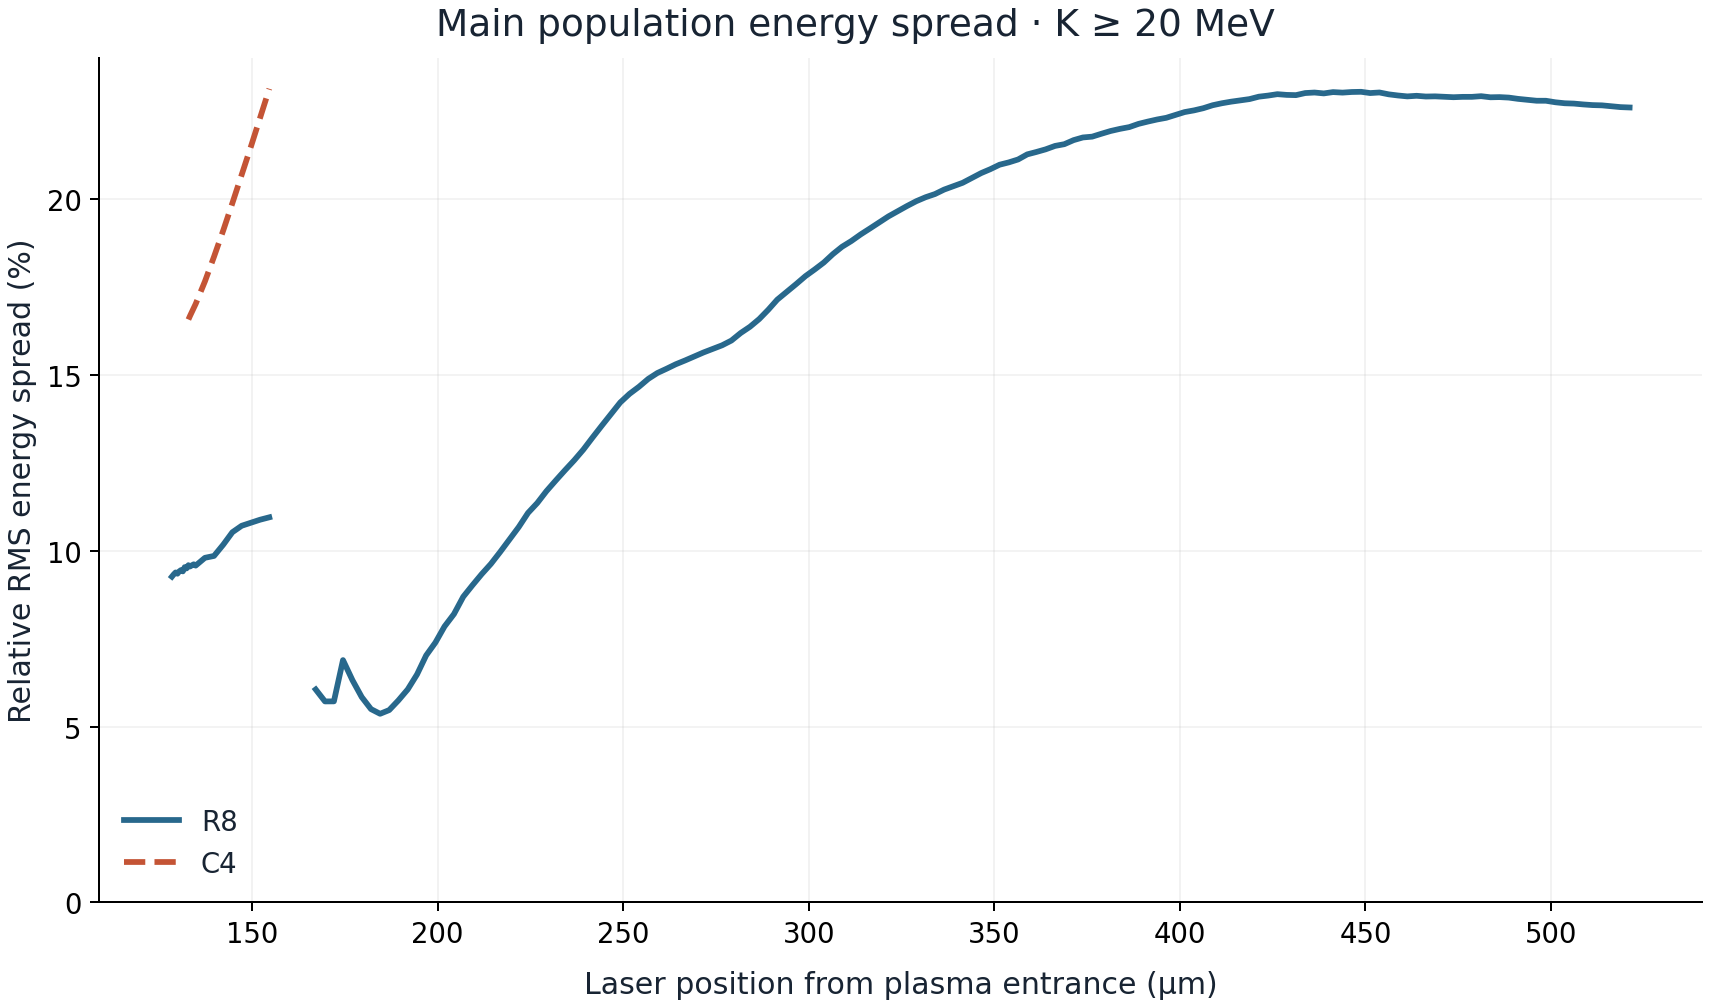 Main population energy spread · K ≥ 20 MeV
Relative RMS energy spread (%)
20
15
10
5
0
R8
C4
150 200 250 300 350 400 450 500
Laser position from plasma entrance (μm)